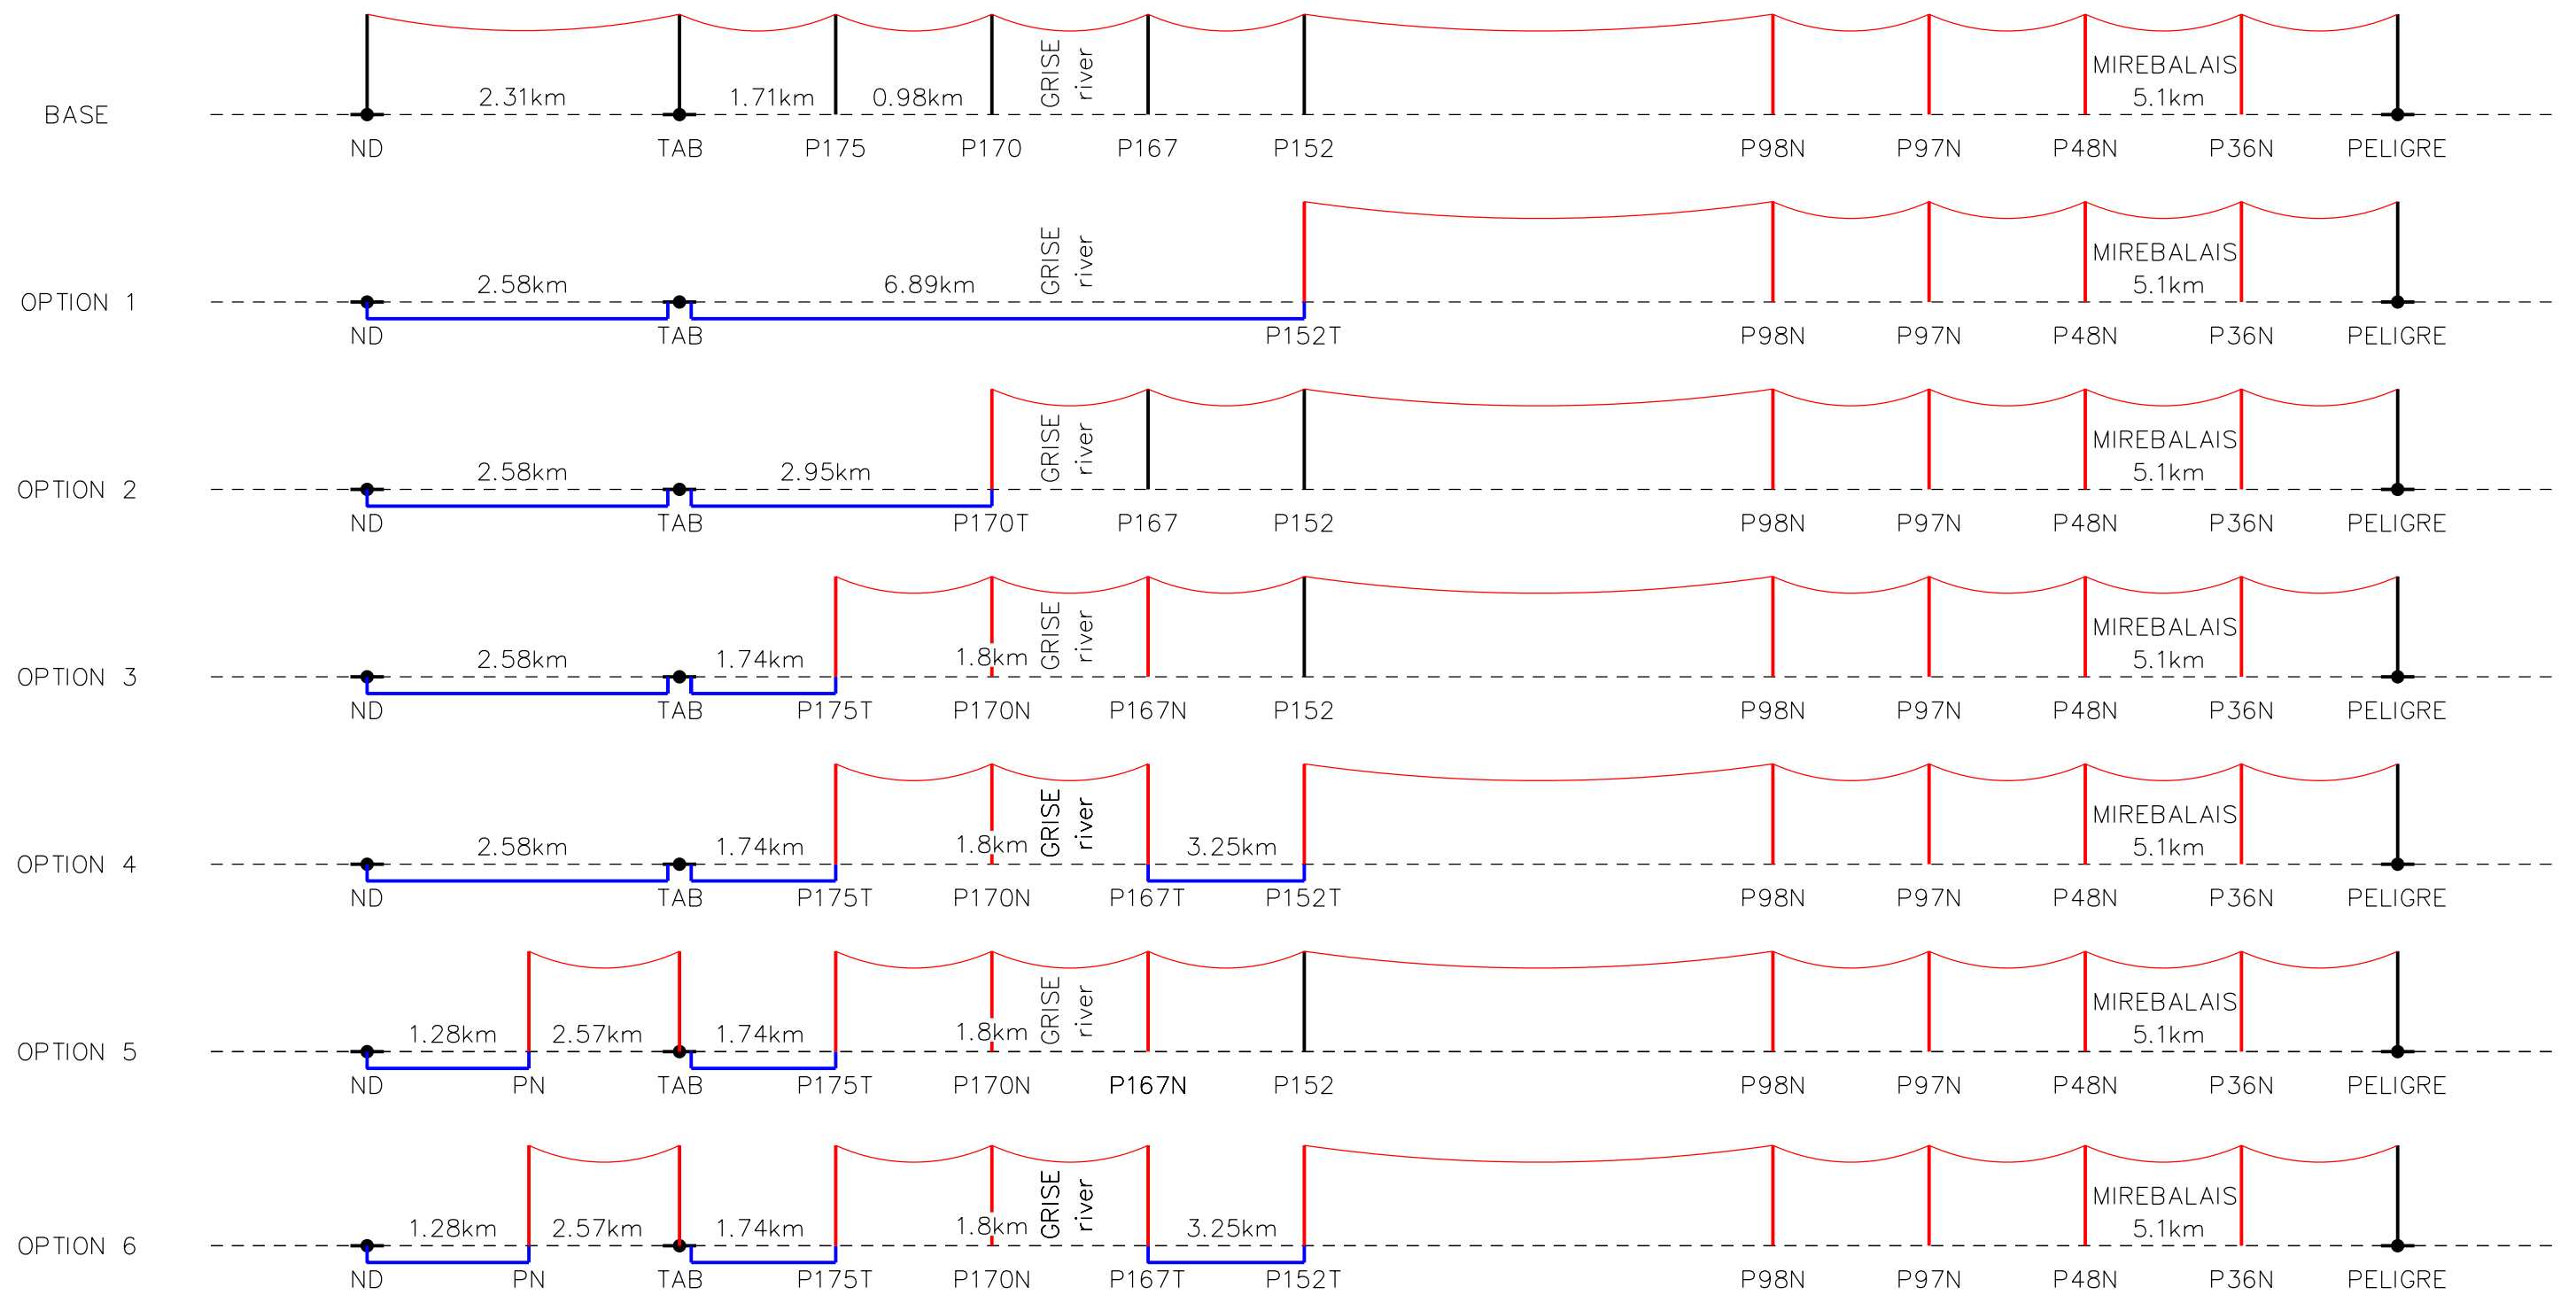 GRISE
river
MIREBALAIS
2.31km 1.71km 0.98km 5.1km
BASE
ND TAB P175 P170 P167 P152 P98N P97N P48N P36N PELIGRE
GRISE
river
MIREBALAIS
2.58km 6.89km 5.1km
OPTION 1
ND TAB P152T P98N P97N P48N P36N PELIGRE
GRISE
river
MIREBALAIS
2.58km 2.95km 5.1km
OPTION 2
ND TAB P170T P167 P152 P98N P97N P48N P36N PELIGRE
GRISE
river
MIREBALAIS
2.58km 1.74km 1.8km 5.1km
OPTION 3
ND TAB P175T P170N P167N P152 P98N P97N P48N P36N PELIGRE
GRISE
river
MIREBALAIS
2.58km 1.74km 1.8km 3.25km 5.1km
OPTION 4
ND TAB P175T P170N P167T P152T P98N P97N P48N P36N PELIGRE
GRISE
river
MIREBALAIS
1.28km 2.57km 1.74km 1.8km 5.1km
OPTION 5
ND PN TAB P175T P170N P167N P152 P98N P97N P48N P36N PELIGRE
GRISE
river
MIREBALAIS
1.28km 2.57km 1.74km 1.8km 3.25km 5.1km
OPTION 6
ND PN TAB P175T P170N P167T P152T P98N P97N P48N P36N PELIGRE